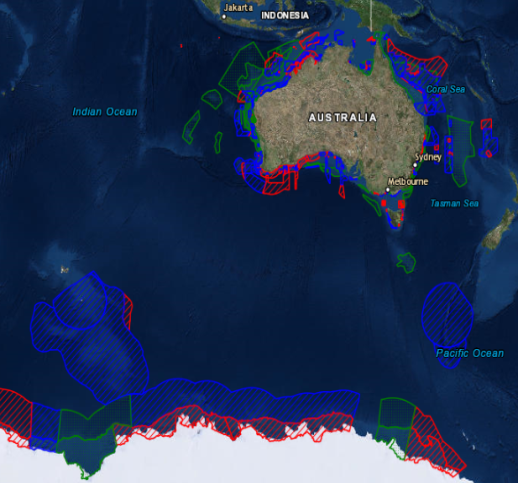 Jakarta
INDONESIA
Coral Sea
Indian Ocean
AUSTRALIA
Sydney
Melbourne
Tasman Sea
Pacific Ocean